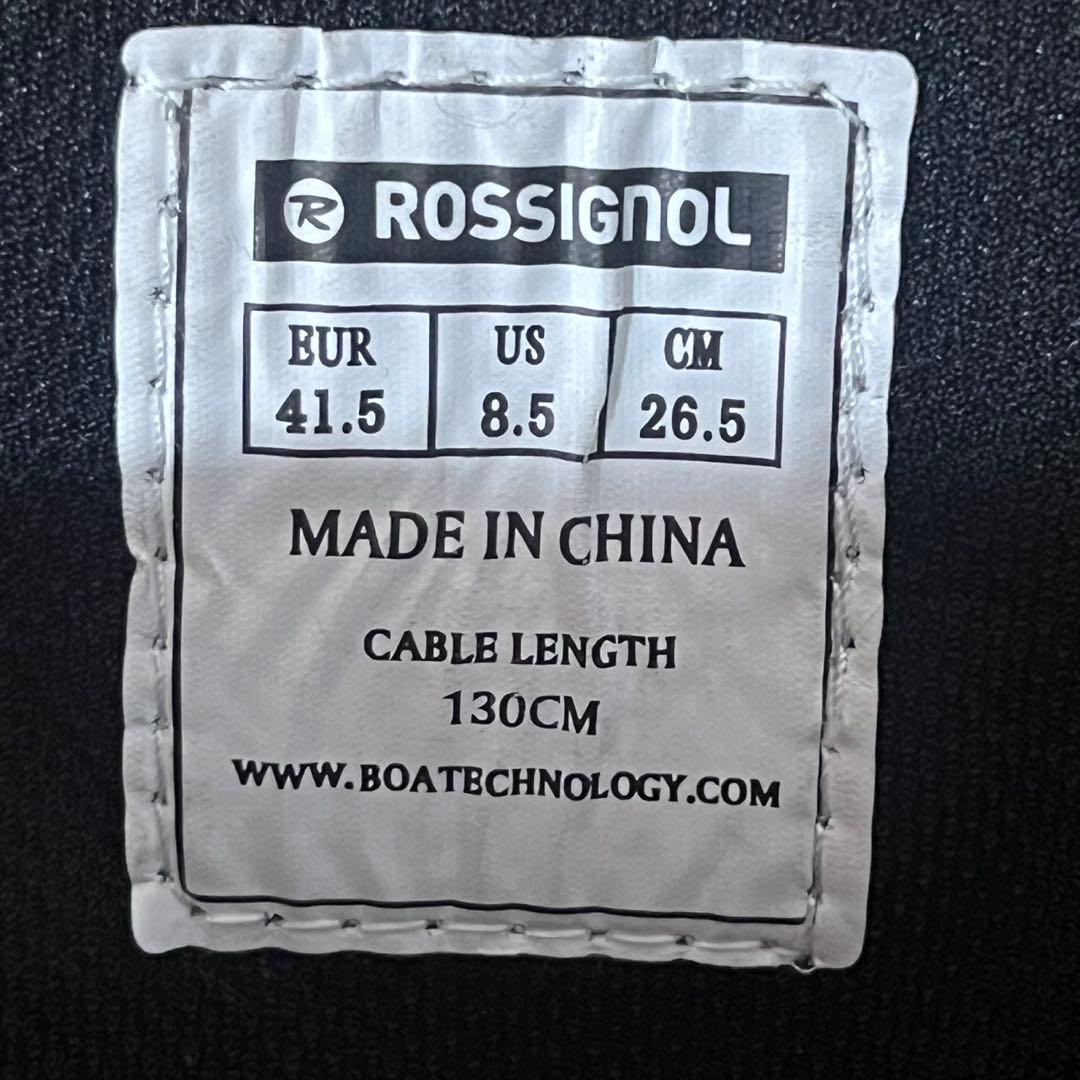 R ROSSIGNOL
EUR US CM
41.5 8.5 26.5
MADE IN CHINA
CABLE LENGTH
130CM
WWW.BOATECHNOLOGY.COM